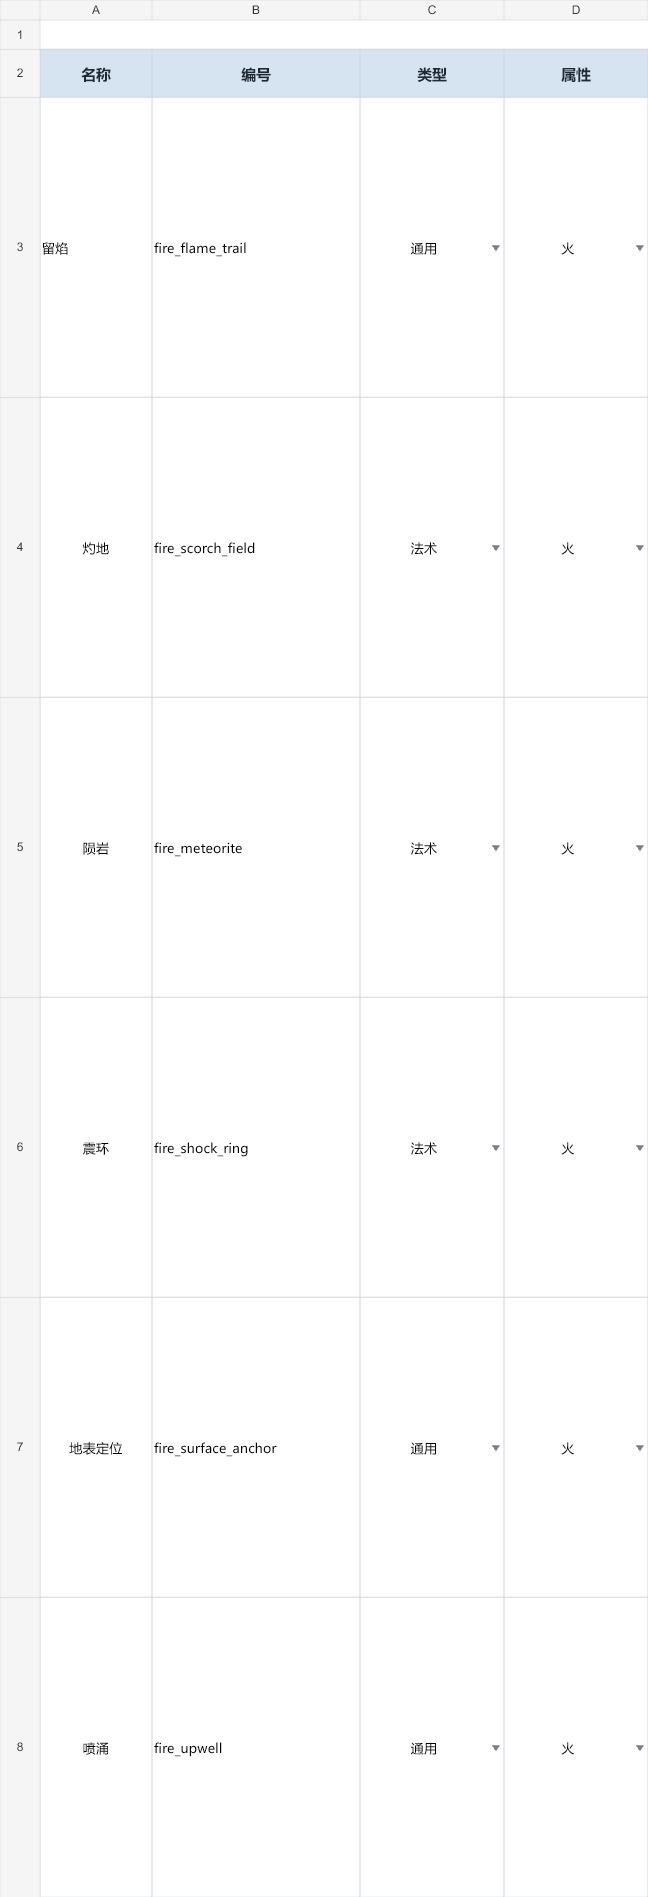 A B C D
1
2 名称 编号 类型 属性
3 留焰 fire_flame_trail 通用 火
4 灼地 fire_scorch_field 法术 火
5 陨岩 fire_meteorite 法术 火
6 震环 fire_shock_ring 法术 火
7 地表定位 fire_surface_anchor 通用 火
8 喷涌 fire_upwell 通用 火